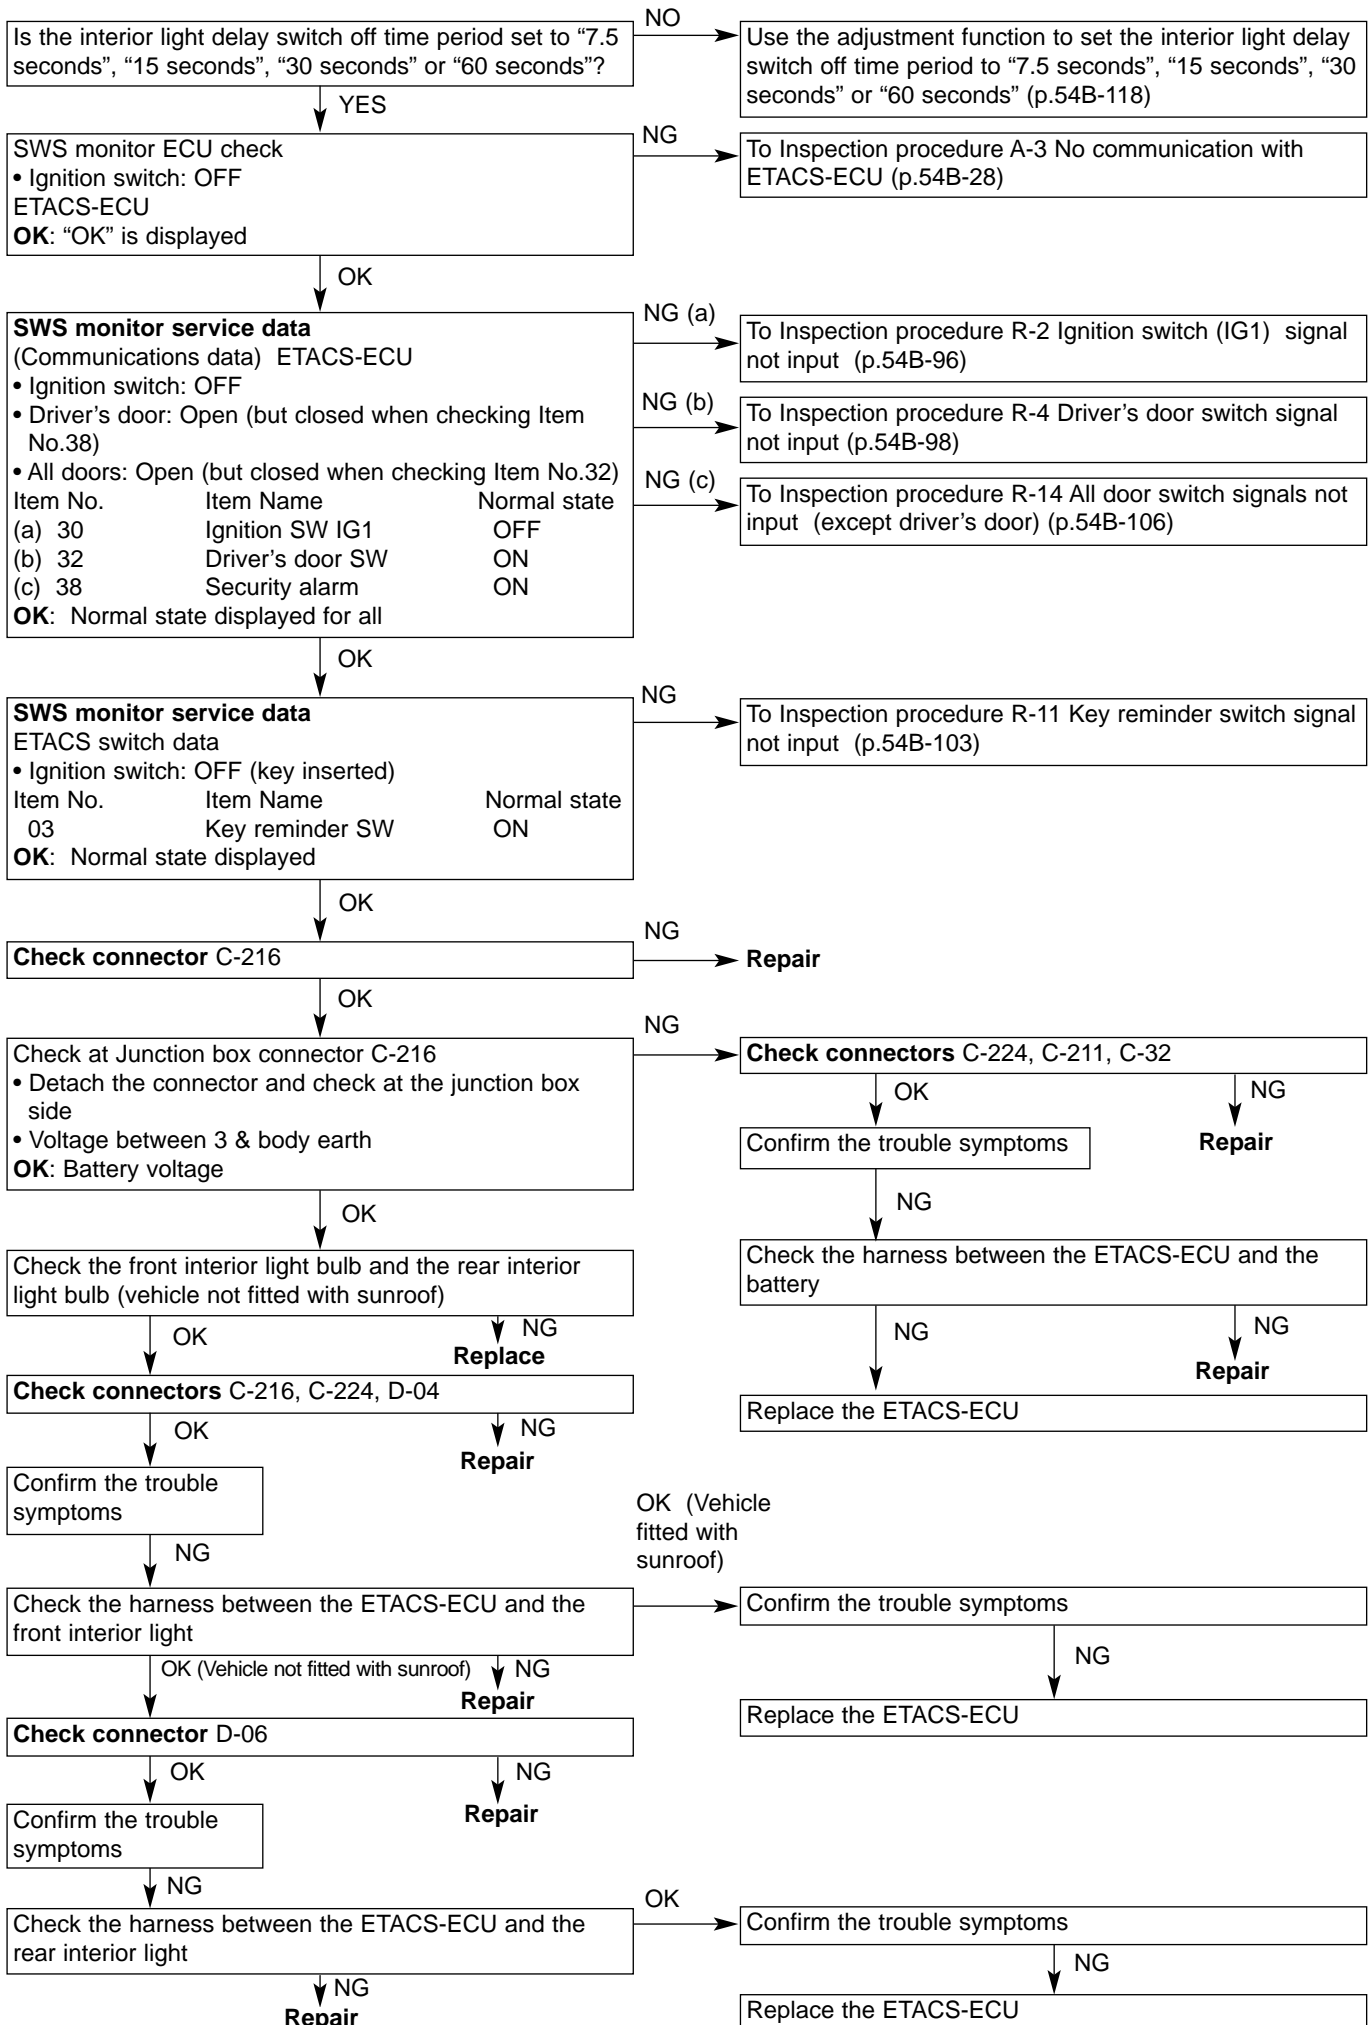 Is the interior light delay switch off time period set to “7.5
seconds”, “15 seconds”, “30 seconds” or “60 seconds”?
NO
Use the adjustment function to set the interior light delay
switch off time period to “7.5 seconds”, “15 seconds”, “30
seconds” or “60 seconds” (p.54B-118)
YES
SWS monitor ECU check
• Ignition switch: OFF
ETACS-ECU
OK: “OK” is displayed
NG
To Inspection procedure A-3 No communication with
ETACS-ECU (p.54B-28)
OK
SWS monitor service data
(Communications data) ETACS-ECU
• Ignition switch: OFF
• Driver’s door: Open (but closed when checking Item
No.38)
• All doors: Open (but closed when checking Item No.32)
Item No. Item Name Normal state
(a) 30 Ignition SW IG1 OFF
(b) 32 Driver’s door SW ON
(c) 38 Security alarm ON
OK: Normal state displayed for all
NG (a)
To Inspection procedure R-2 Ignition switch (IG1) signal
not input (p.54B-96)
NG (b)
To Inspection procedure R-4 Driver’s door switch signal
not input (p.54B-98)
NG (c)
To Inspection procedure R-14 All door switch signals not
input (except driver’s door) (p.54B-106)
OK
SWS monitor service data
ETACS switch data
• Ignition switch: OFF (key inserted)
Item No. Item Name Normal state
03 Key reminder SW ON
OK: Normal state displayed
NG
To Inspection procedure R-11 Key reminder switch signal
not input (p.54B-103)
OK
Check connector C-216
NG
Repair
OK
Check at Junction box connector C-216
• Detach the connector and check at the junction box
side
• Voltage between 3 & body earth
OK: Battery voltage
NG
Check connectors C-224, C-211, C-32
OK
NG
Confirm the trouble symptoms
Repair
NG
Check the harness between the ETACS-ECU and the
battery
NG
NG
Repair
Replace the ETACS-ECU
OK
Check the front interior light bulb and the rear interior
light bulb (vehicle not fitted with sunroof)
OK
NG
Replace
Check connectors C-216, C-224, D-04
OK
NG
Repair
Confirm the trouble
symptoms
NG
Check the harness between the ETACS-ECU and the
front interior light
OK (Vehicle
fitted with
sunroof)
Confirm the trouble symptoms
NG
Replace the ETACS-ECU
OK (Vehicle not fitted with sunroof)
NG
Repair
Check connector D-06
OK
NG
Repair
Confirm the trouble
symptoms
NG
Check the harness between the ETACS-ECU and the
rear interior light
OK
Confirm the trouble symptoms
NG
Replace the ETACS-ECU
NG
Repair